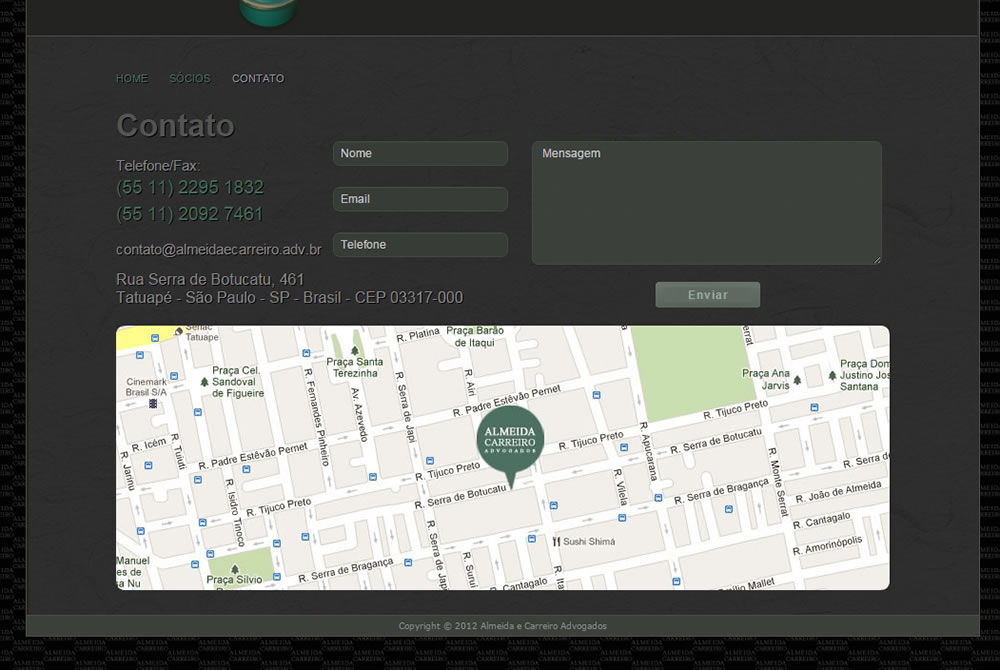 HOME SÓCIOS CONTATO
Contato
Telefone/Fax:
(55 11) 2295 1832
(55 11) 2092 7461
contato@almeidaecarreiro.adv.br
Rua Serra de Botucatu, 461
Tatuapé - São Paulo - SP - Brasil - CEP 03317-000
Nome
Email
Telefone
Mensagem
Enviar
Senac
Tatuape
R. Platina
Praça Barão
de Itaqui
Praça Santa
Terezinha
Praça Cel.
Sandoval
de Figueire
Cinemark
Brasil S/A
Praça Ana
Jarvis
Praça Dom
Justino Jos
Santana
R. Fernandes Pinheiro
Av. Azevedo
R. Serra de Japi
R. Airi
R. Padre Estêvão Pernet
R. Tijuco Preto
ALMEIDA
CARREIRO
ADVOGADOS
R. Icém
R. Tuiuti
R. Jarinu
R. Padre Estêvão Pernet
R. Tijuco Preto
R. Tijuco Preto
R. Apucarana
R. Serra de Botucatu
R. Serra de
R. Monte Serrat
R. Serra de Botucatu
R. Vilela
R. Serra de Bragança
R. João de Almeida
R. Isidro Tinoco
R. Tijuco Preto
R. Cantagalo
R. Serra de Japi
Sushi Shimá
R. Amorinópolis
Manuel
es de
sa Nu
Praça Silvio
R. Serra de Bragança
R. Surui
Cantagalo
R. Ita
Emilio Mallet
Copyright © 2012 Almeida e Carreiro Advogados